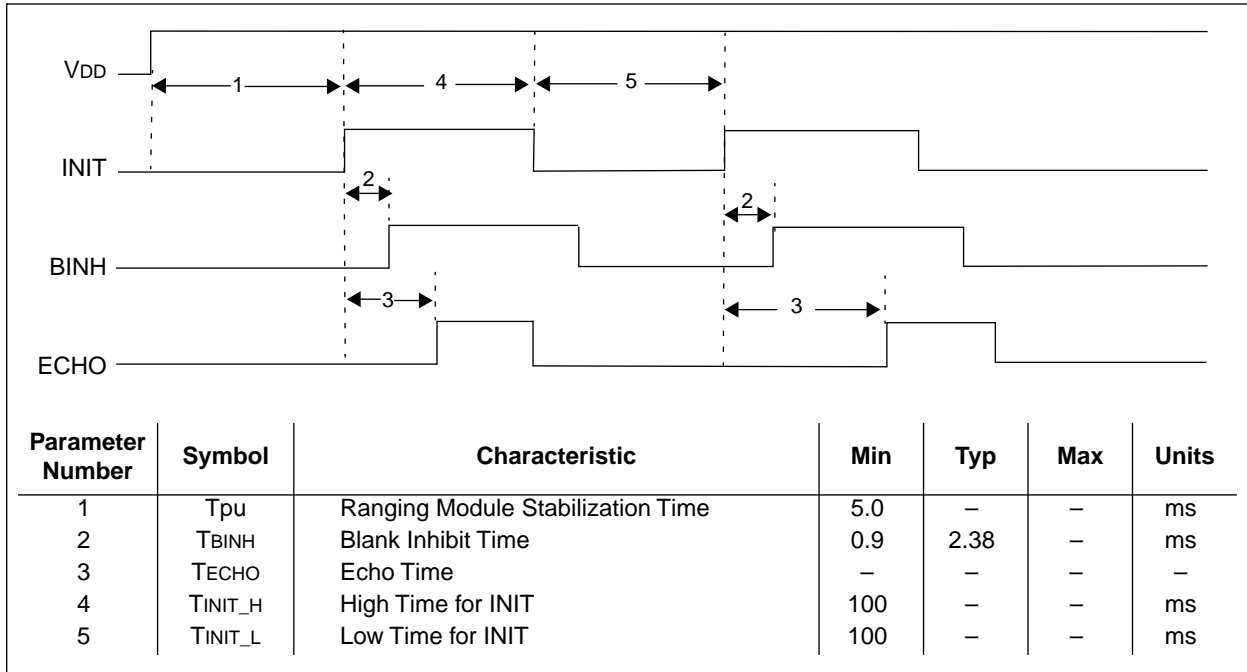 VDD
1
4
5
INIT
2
2
BINH
3
3
ECHO
Parameter Number Symbol Characteristic Min Typ Max Units
1 Tpu Ranging Module Stabilization Time 5.0 – – ms
2 TBINH Blank Inhibit Time 0.9 2.38 – ms
3 TECHO Echo Time – – – –
4 TINIT_H High Time for INIT 100 – – ms
5 TINIT_L Low Time for INIT 100 – – ms